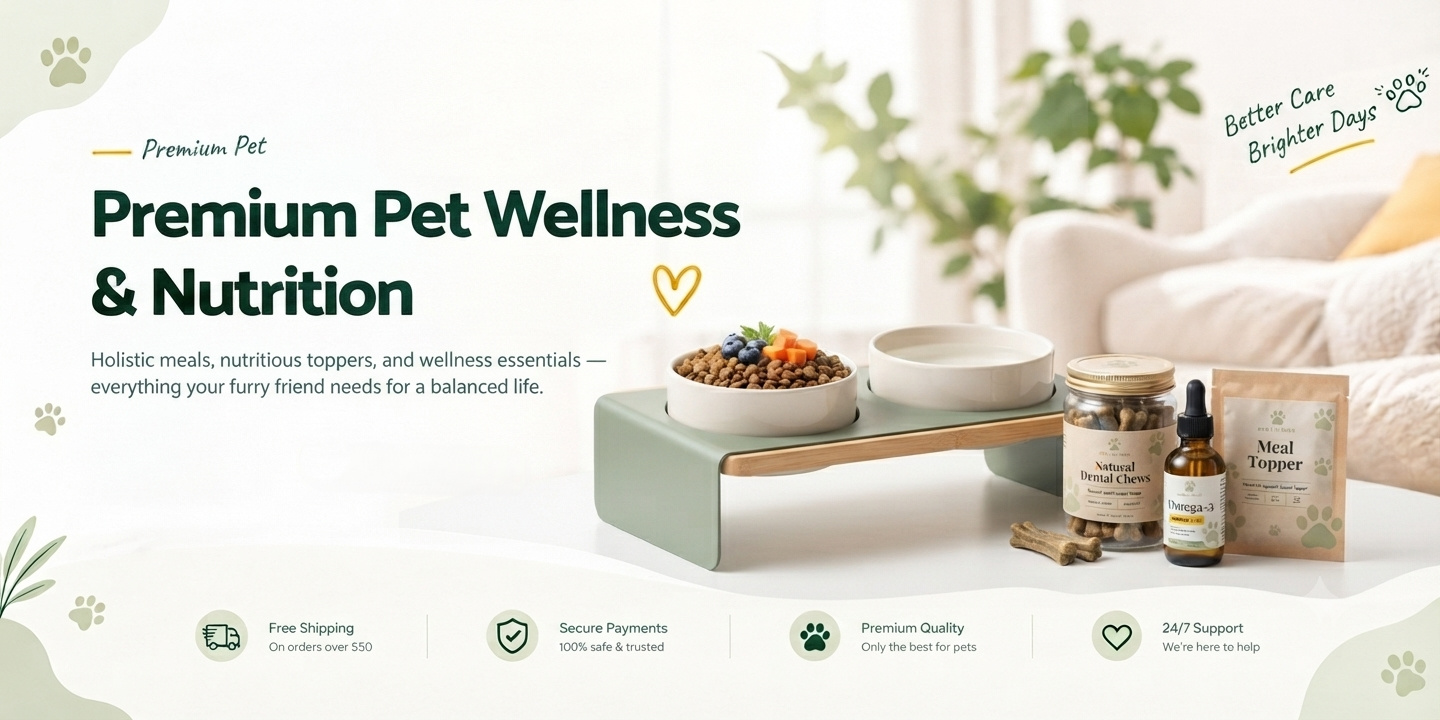 Premium Pet
Premium Pet Wellness
& Nutrition
Holistic meals, nutritious toppers, and wellness essentials —
everything your furry friend needs for a balanced life.
Better Care
Brighter Days
Natural
Dental Chews
Meal
Topper
Free Shipping
On orders over 550
Secure Payments
100% safe & trusted
Premium Quality
Only the best for pets
24/7 Support
We're here to help